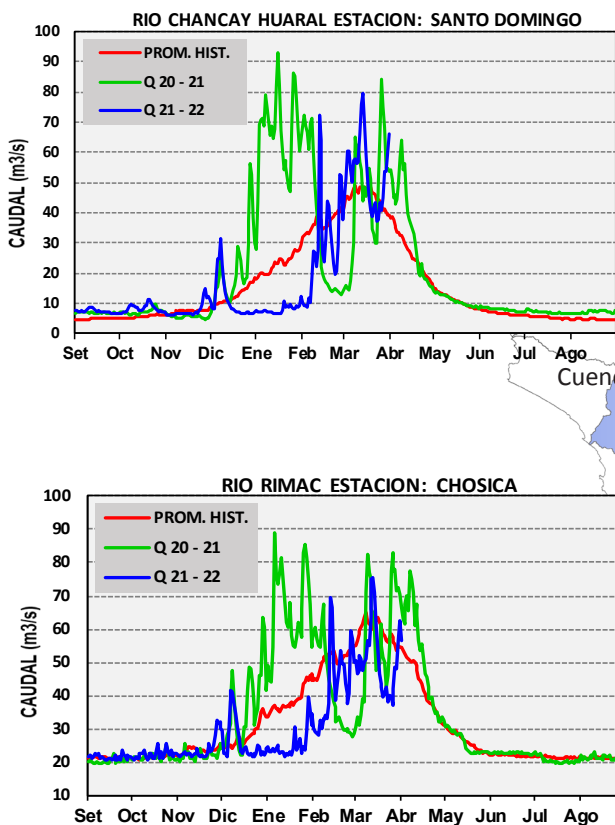 RIO CHANCAY HUARAL ESTACION: SANTO DOMINGO
CAUDAL (m3/s)
100
90
80
70
60
50
40
30
20
10
0
PROM. HIST.
Q 20 - 21
Q 21 - 22
Set Oct Nov Dic Ene Feb Mar Abr May Jun Jul Ago
Cuen
RIO RIMAC ESTACION: CHOSICA
CAUDAL (m3/s)
100
90
80
70
60
50
40
30
20
10
PROM. HIST.
Q 20 - 21
Q 21 - 22
Set Oct Nov Dic Ene Feb Mar Abr May Jun Jul Ago